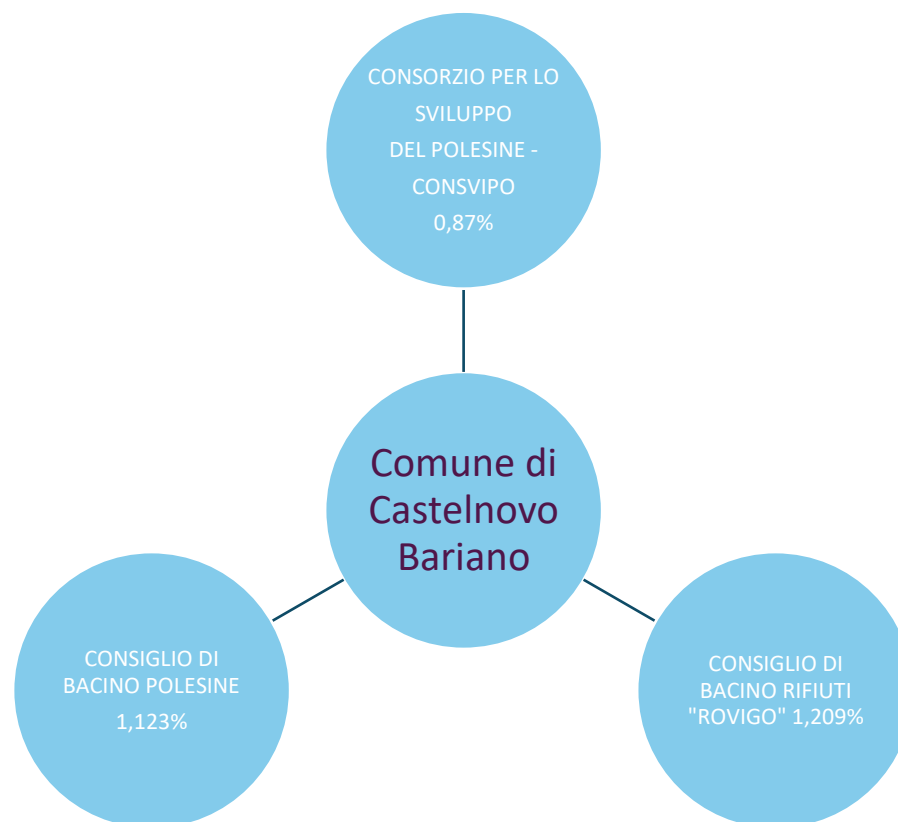 CONSORZIO PER LO
SVILUPPO
DEL POLESINE -
CONSVIPO
0,87%
Comune di
Castelnovo
Bariano
CONSIGLIO DI
BACINO POLESINE
1,123%
CONSIGLIO DI
BACINO RIFIUTI
"ROVIGO" 1,209%